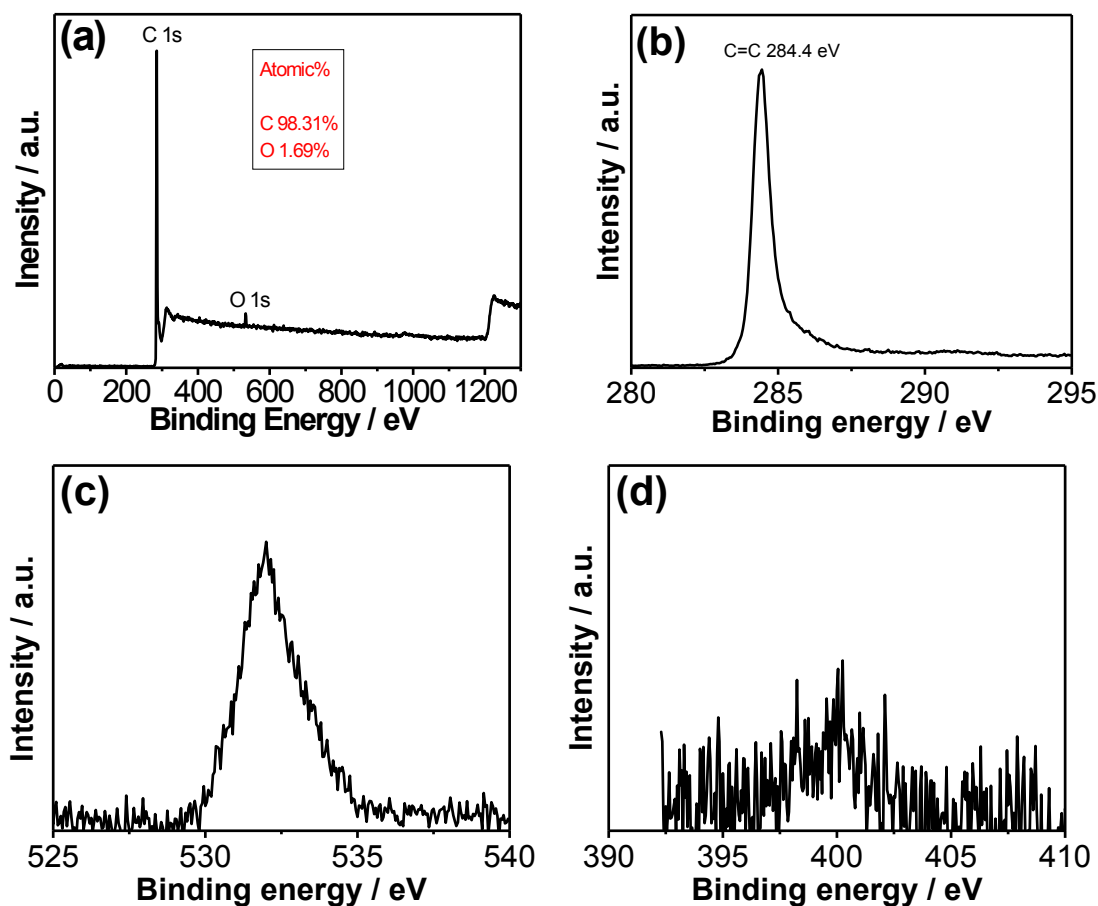 (a)
C 1s
Atomic%
C 98.31%
O 1.69%
O 1s
Inensity / a.u.
0 200 400 600 800 1000 1200
Binding Energy / eV
(b)
C=C 284.4 eV
Intensity / a.u.
280 285 290 295
Binding energy / eV
(c)
Intensity / a.u.
525 530 535 540
Binding energy / eV
(d)
Intensity / a.u.
390 395 400 405 410
Binding energy / eV